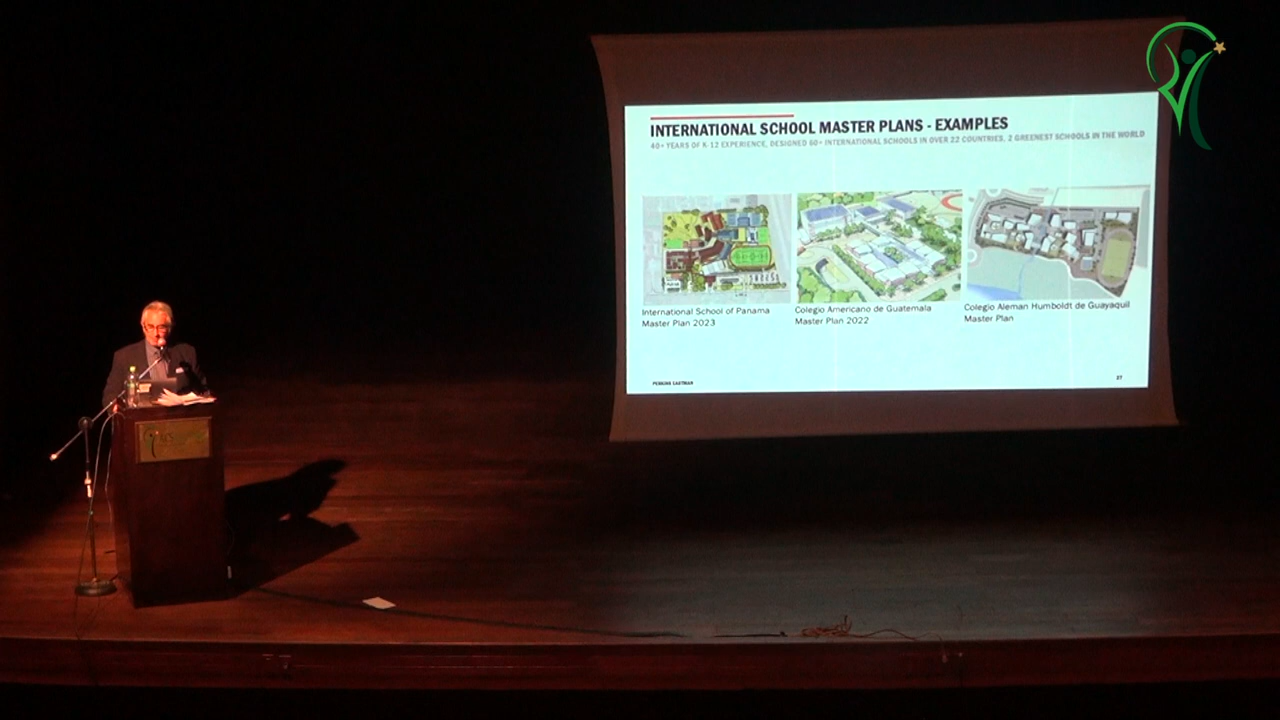 INTERNATIONAL SCHOOL MASTER PLANS - EXAMPLES
40+ YEARS OF K-12 EXPERIENCE, DESIGNED 60+ INTERNATIONAL SCHOOLS IN OVER 22 COUNTRIES, 2 GREENEST SCHOOLS IN THE WORLD
International School of Panama
Master Plan 2023
Colegio Americano de Guatemala
Master Plan 2022
Colegio Aleman Humboldt de Guayaquil
Master Plan
PERKINS EASTMAN
27